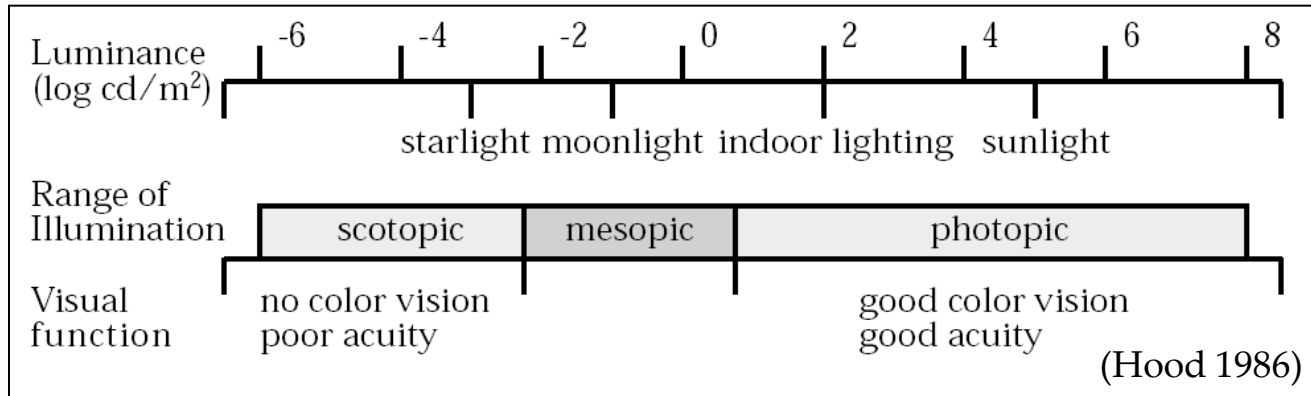 Luminance -6 -4 -2 0 2 4 6 8
(log cd/m²)
starlight moonlight indoor lighting sunlight
Range of
Illumination scotopic mesopic photopic
Visual no color vision good color vision
function poor acuity good acuity
(Hood 1986)